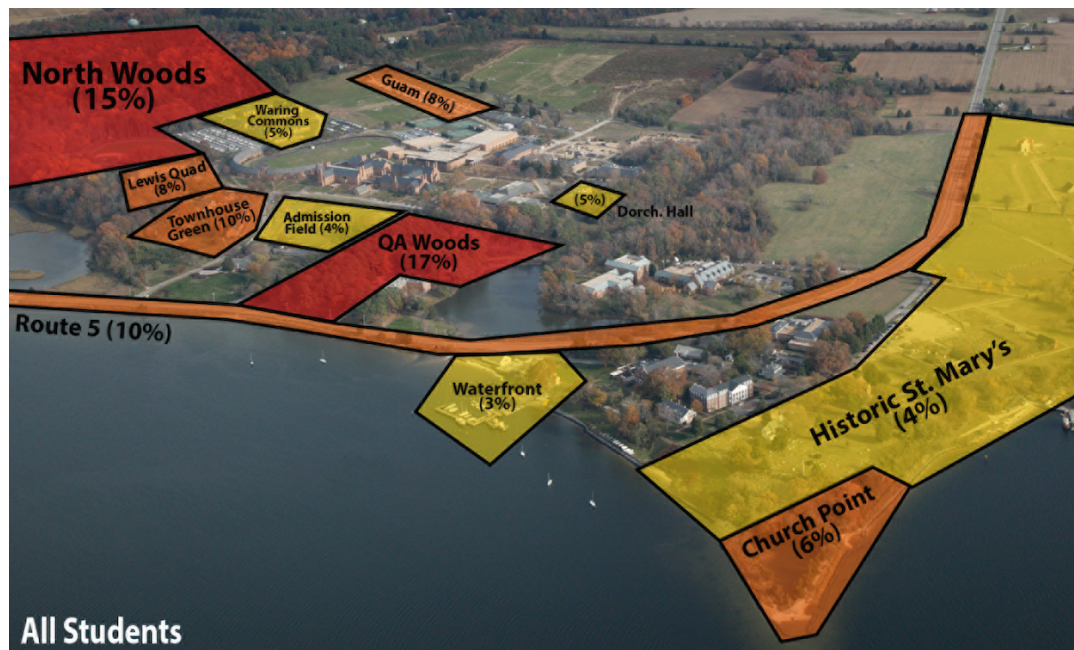 North Woods
(15%)
Guam (8%)
Waring
Commons
(5%)
Lewis Quad
(8%)
Townhouse
Green (10%)
Admission
Field (4%)
(5%)
Dorch. Hall
QA Woods
(17%)
Route 5 (10%)
Waterfront
(3%)
Historic St. Mary's
(4%)
Church Point
(6%)
All Students